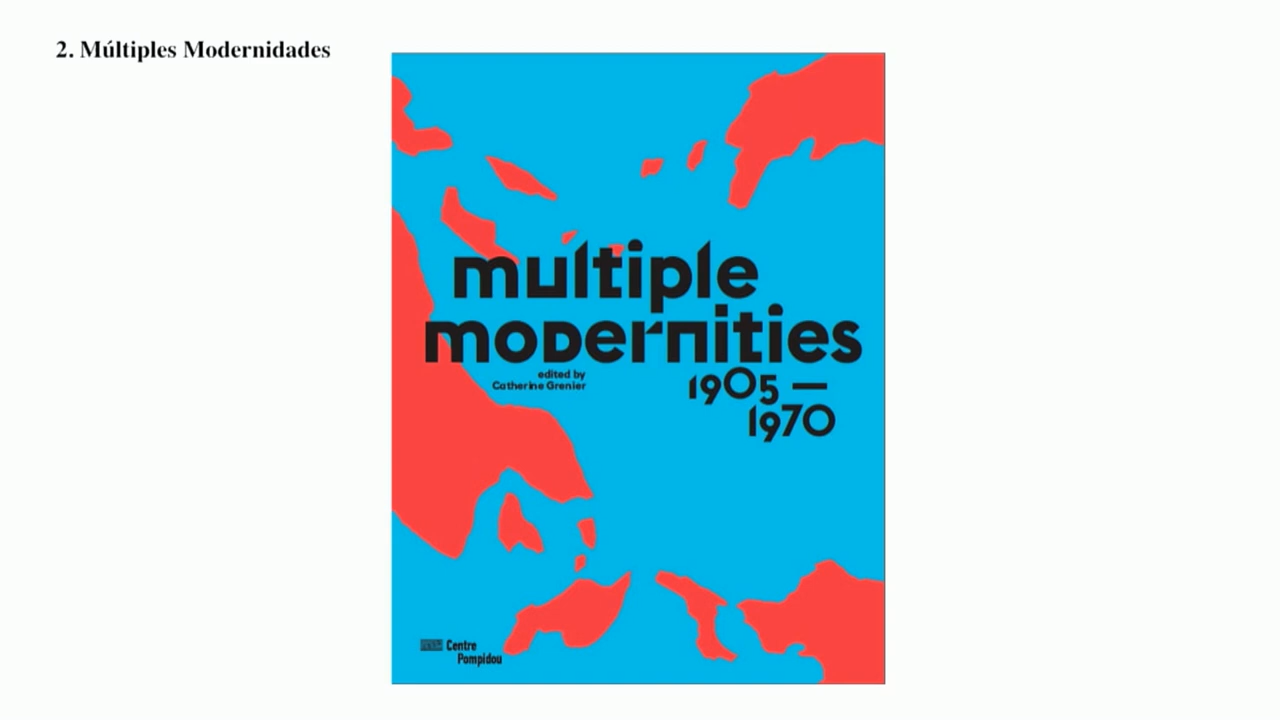 2. Múltiples Modernidades
multiple
modernities
edited by
Catherine Grenier
1905 —
1970
Centre
Pompidou